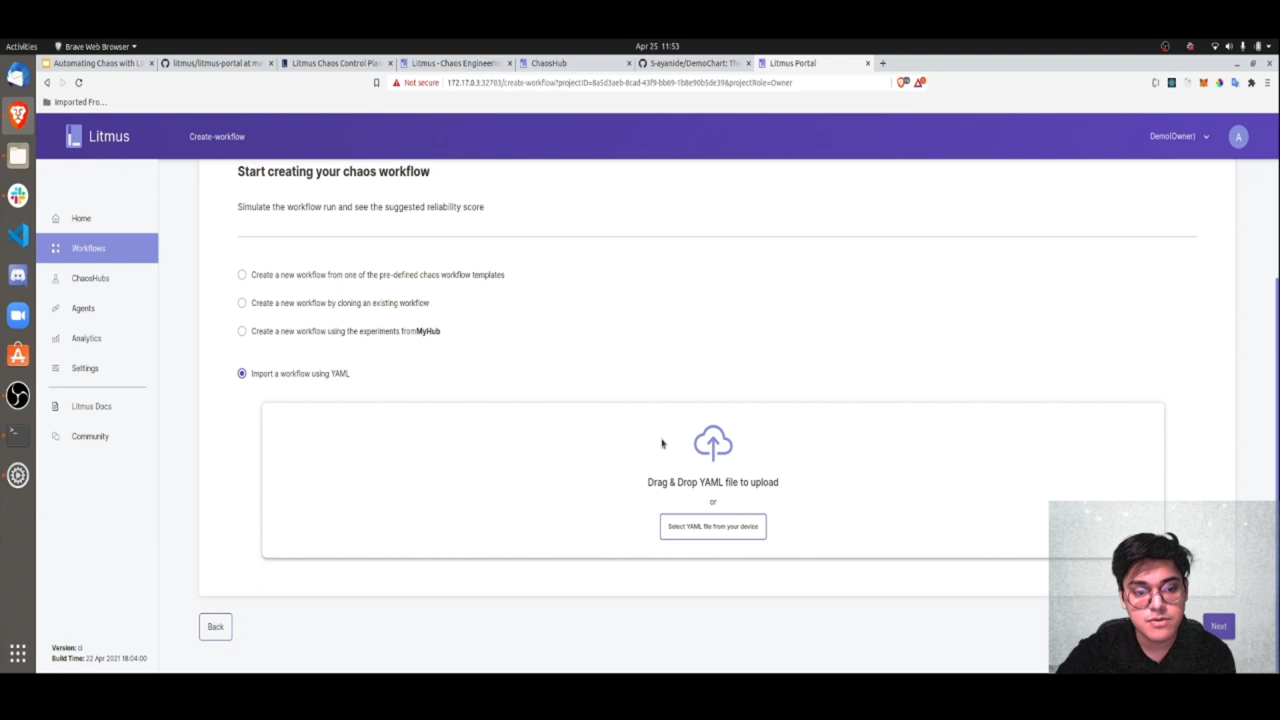 Activities
Brave Web Browser
Apr 25 11:53
Automating Chaos with Li
litmus/litmus-portal at ma
Litmus Chaos Control Plan
Litmus - Chaos Engineerin
ChaosHub
S-ayanide/DemoChart: Thi
Litmus Portal
Not secure
172.17.0.3:32703/create-workflow?projectID=8a5d3aeb-8cad-43f9-bb69-1b8e90b5de39&projectRole=Owner
Imported Fro...
Litmus
Create-workflow
Demo(Owner)
A
Home
Workflows
ChaosHubs
Agents
Analytics
Settings
Litmus Docs
Community
Version: ci
Build Time: 22 Apr 2021 18:04:00
Start creating your chaos workflow
Simulate the workflow run and see the suggested reliability score
Create a new workflow from one of the pre-defined chaos workflow templates
Create a new workflow by cloning an existing workflow
Create a new workflow using the experiments fromMyHub
Import a workflow using YAML
Drag & Drop YAML file to upload
or
Select YAML file from your device
Back
Next